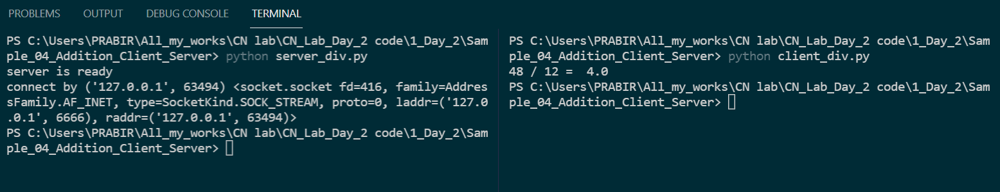 PROBLEMS OUTPUT DEBUG CONSOLE TERMINAL
PS C:\Users\PRABIR\All_my_works\CN lab\CN_Lab_Day_2 code\1_Day_2\Sam
ple_04_Addition_Client_Server> python server_div.py
server is ready
connect by ('127.0.0.1', 63494) <socket.socket fd=416, family=Addres
sFamily.AF_INET, type=SocketKind.SOCK_STREAM, proto=0, laddr=('127.0
.0.1', 6666), raddr=('127.0.0.1', 63494)>
PS C:\Users\PRABIR\All_my_works\CN lab\CN_Lab_Day_2 code\1_Day_2\Sam
ple_04_Addition_Client_Server>
PS C:\Users\PRABIR\All_my_works\CN lab\CN_Lab_Day_2 code\1_Day_2\Sam
ple_04_Addition_Client_Server> python client_div.py
48 / 12 =  4.0
PS C:\Users\PRABIR\All_my_works\CN lab\CN_Lab_Day_2 code\1_Day_2\Sam
ple_04_Addition_Client_Server>